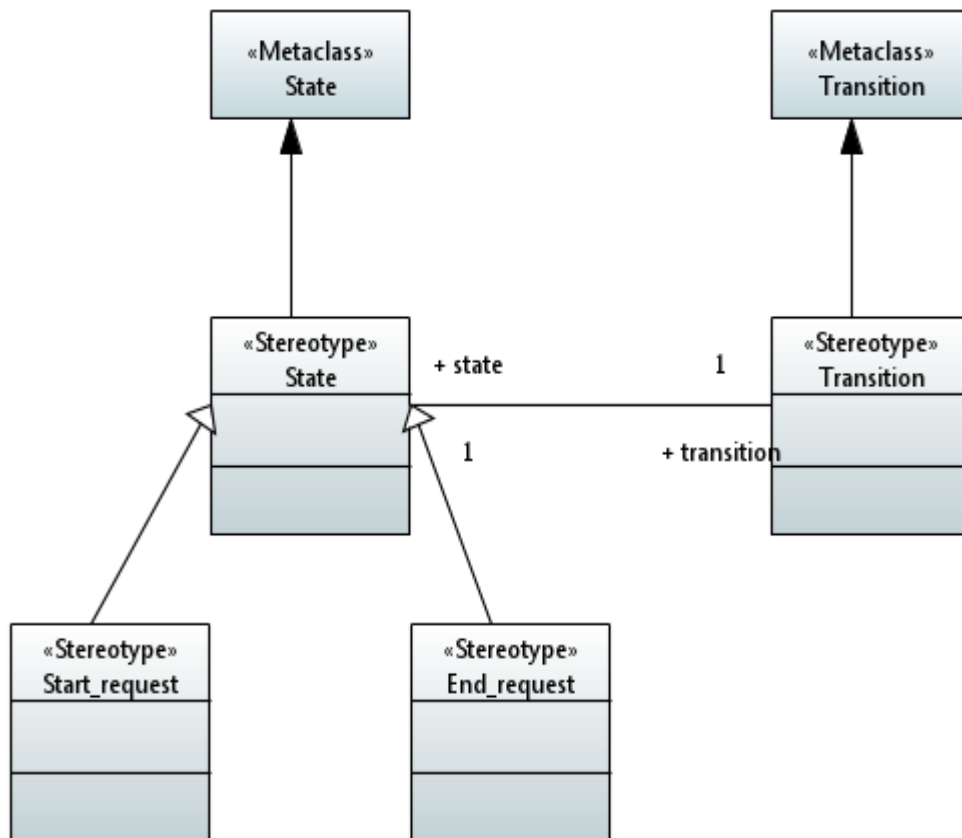 «Metaclass»
State
«Metaclass»
Transition
«Stereotype»
State
+ state
1
«Stereotype»
Transition
1
+ transition
«Stereotype»
Start_request
«Stereotype»
End_request